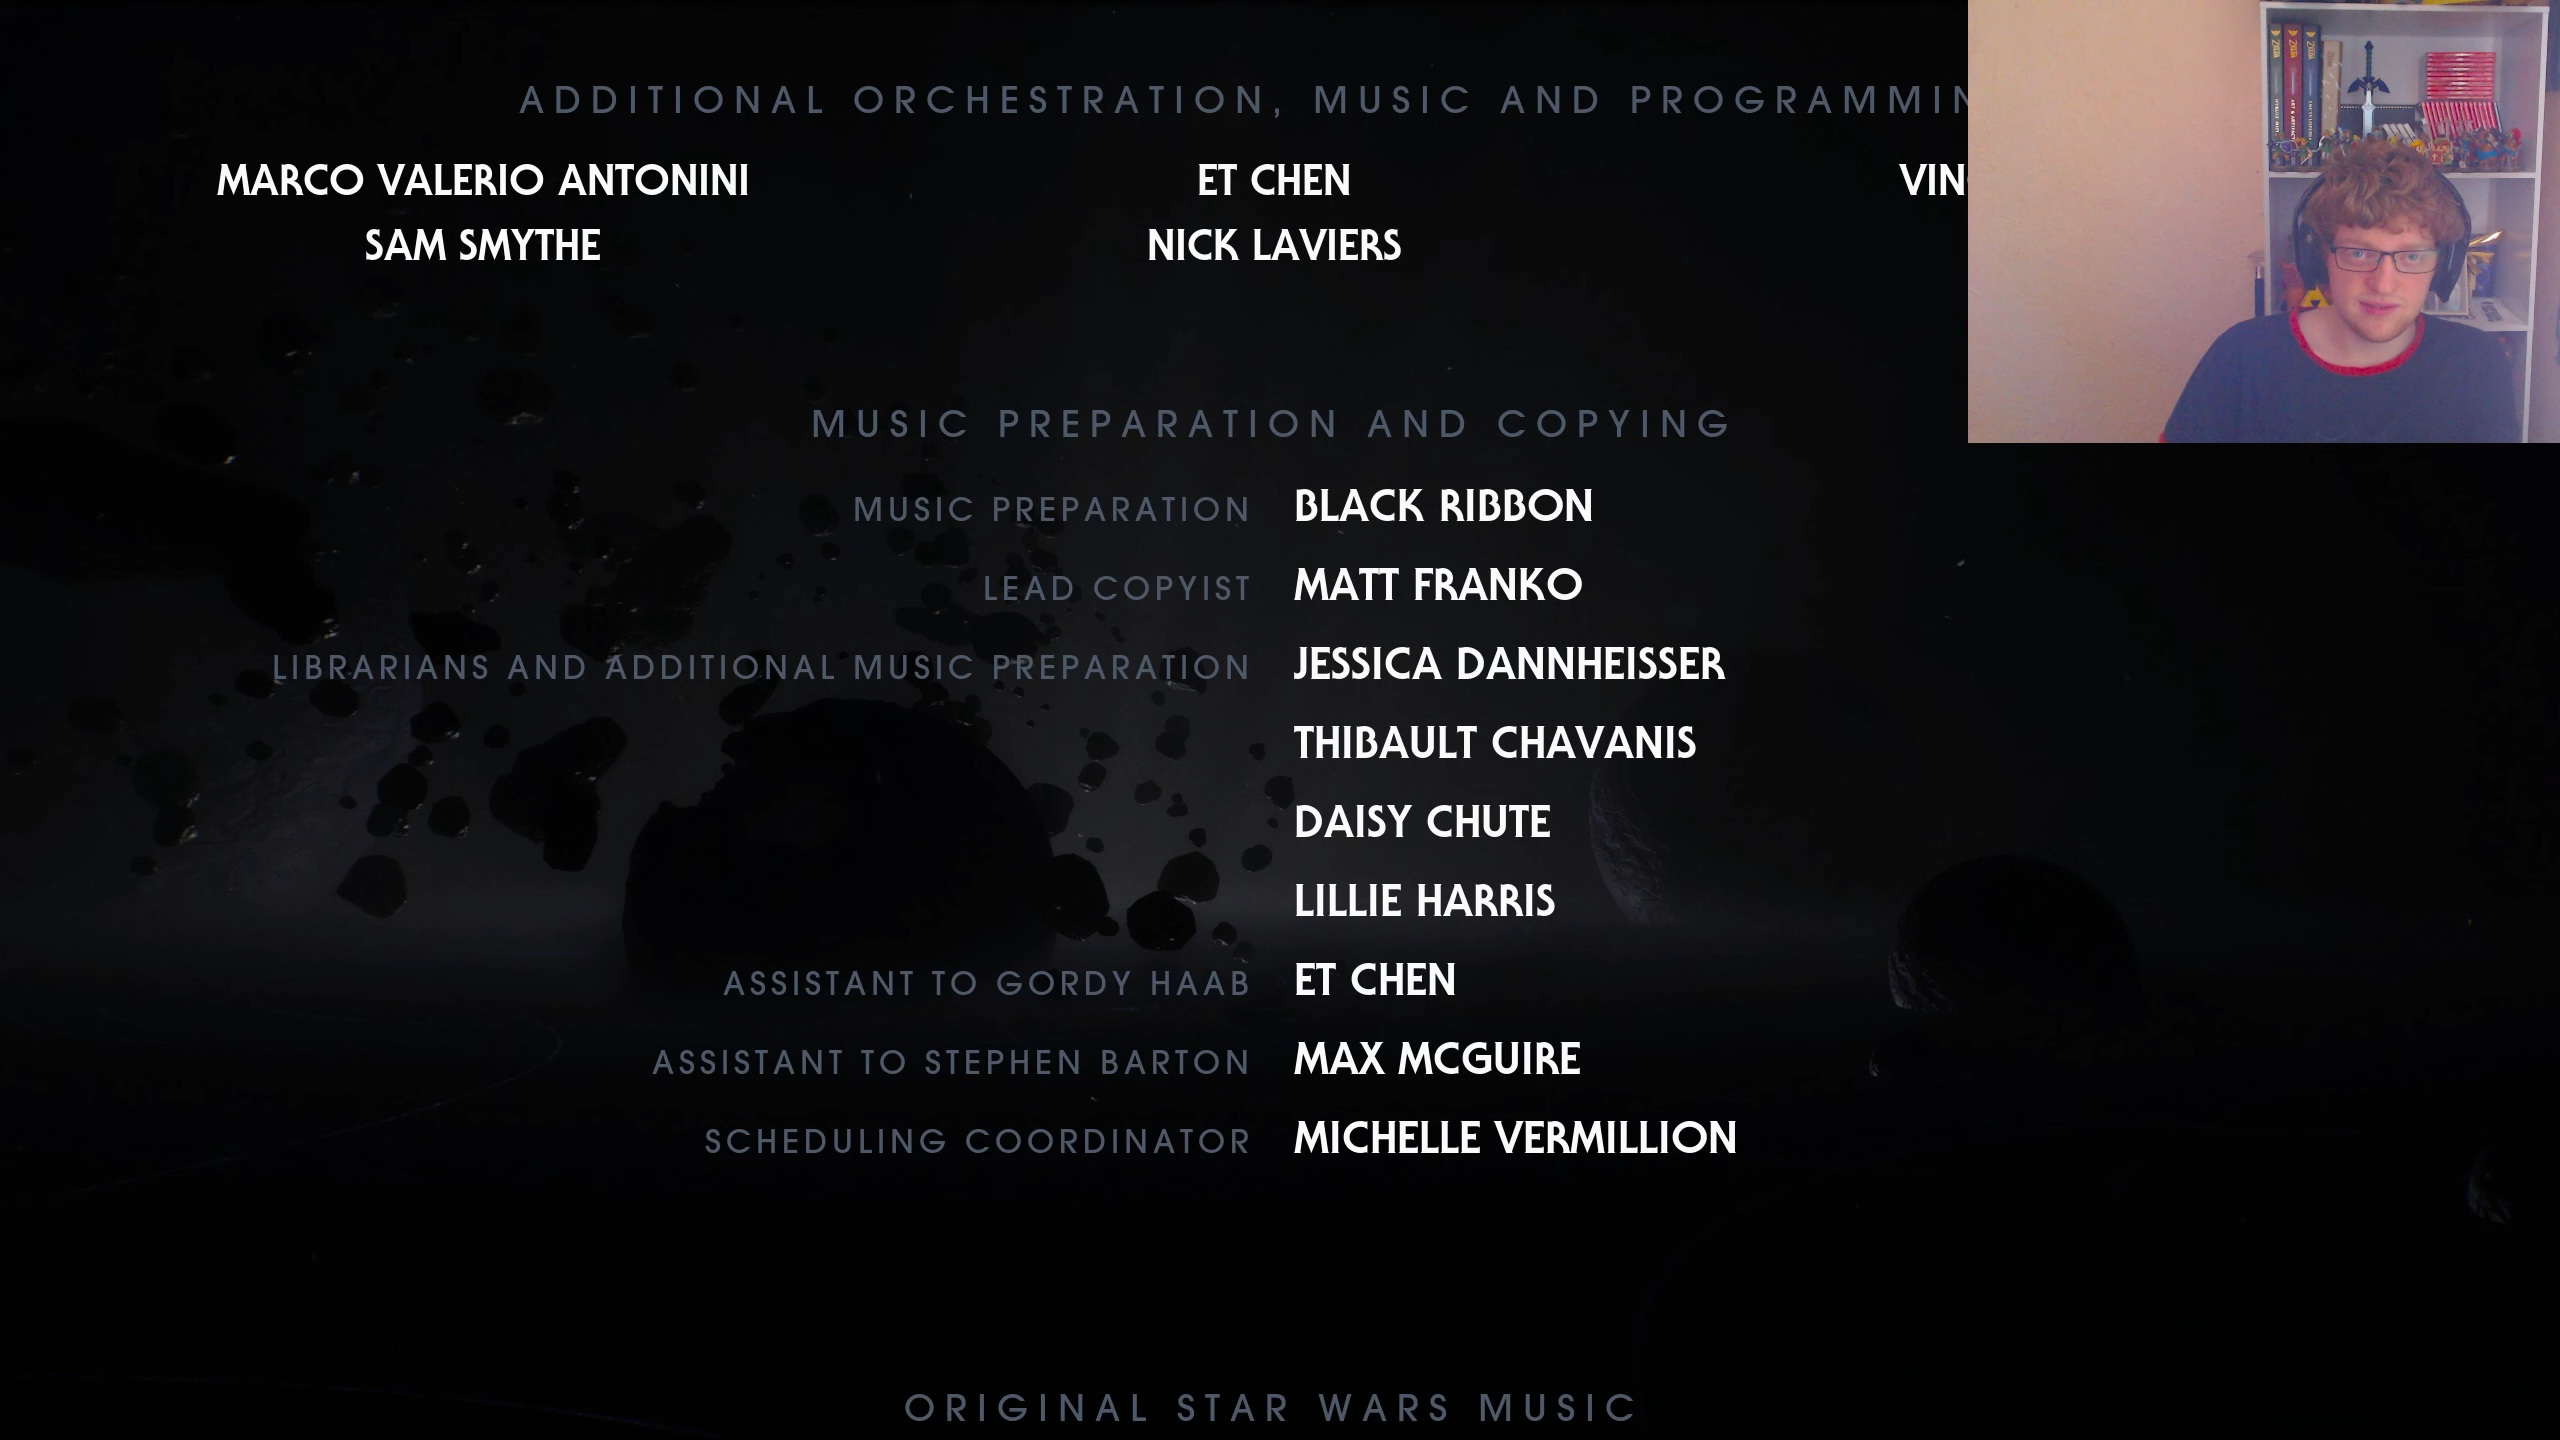 ADDITIONAL ORCHESTRATION, MUSIC AND
MARCO VALERIO ANTONINI ET CHEN
SAM SMYTHE NICK LAVIERS
MUSIC PREPARATION AND COPYING
MUSIC PREPARATION BLACK RIBBON
LEAD COPYIST MATT FRANKO
LIBRARIANS AND ADDITIONAL MUSIC PREPARATION JESSICA DANNHEISSER
THIBAULT CHAVANIS
DAISY CHUTE
LILLIE HARRIS
ASSISTANT TO GORDY HAAB ET CHEN
ASSISTANT TO STEPHEN BARTON MAX MCGUIRE
SCHEDULING COORDINATOR MICHELLE VERMILLION
ORIGINAL STAR WARS MUSIC